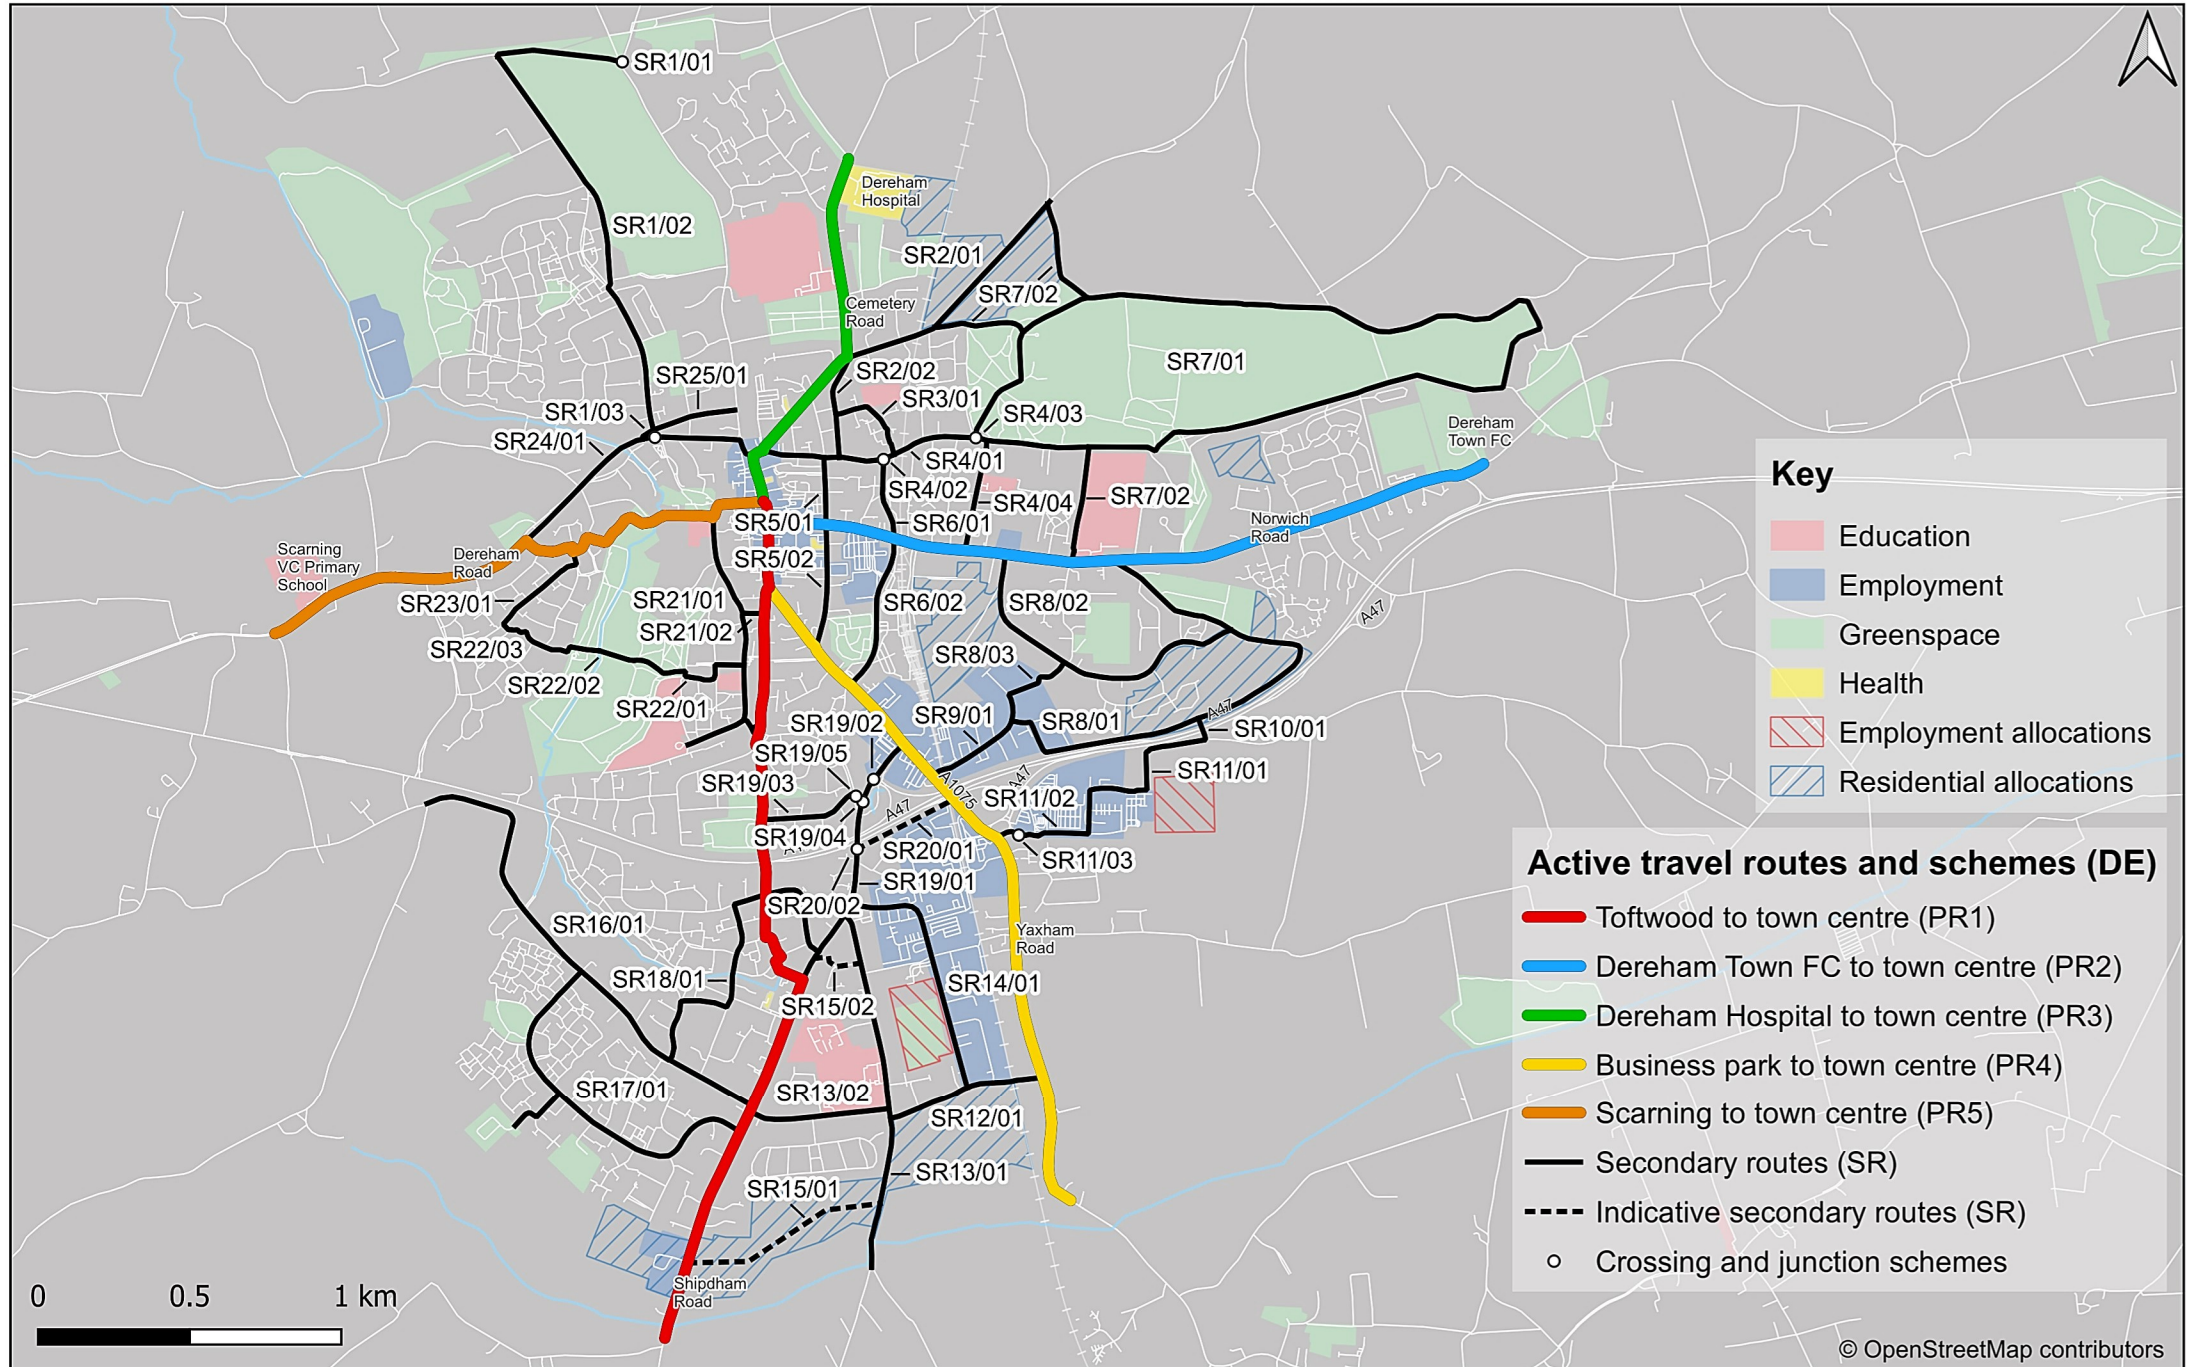 SR1/01
Dereham
Hospital
SR1/02
SR2/01
SR7/02
Cemetery
Road
SR7/01
SR25/01
SR2/02
SR3/01
SR1/03
SR4/03
SR24/01
Dereham
Town FC
SR4/01
SR4/02
SR4/04
SR7/02
SR5/01
SR6/01
Norwich
Road
Scarning
VC Primary
School
Dereham
Road
SR5/02
SR23/01
SR21/01
SR6/02
SR8/02
A47
SR21/02
SR22/03
SR8/03
SR22/02
SR22/01
SR19/02
SR9/01
SR8/01
A47
SR10/01
SR19/05
SR11/01
SR19/03
A1075
A47
SR11/02
A47
SR19/04
SR20/01
SR11/03
SR19/01
SR20/02
SR16/01
Yaxham
Road
SR18/01
SR14/01
SR15/02
SR17/01
SR13/02
SR12/01
SR13/01
SR15/01
Shipdham
Road
Key
Education
Employment
Greenspace
Health
Employment allocations
Residential allocations
Active travel routes and schemes (DE)
Toftwood to town centre (PR1)
Dereham Town FC to town centre (PR2)
Dereham Hospital to town centre (PR3)
Business park to town centre (PR4)
Scarning to town centre (PR5)
Secondary routes (SR)
Indicative secondary routes (SR)
Crossing and junction schemes
0 0.5 1 km
© OpenStreetMap contributors